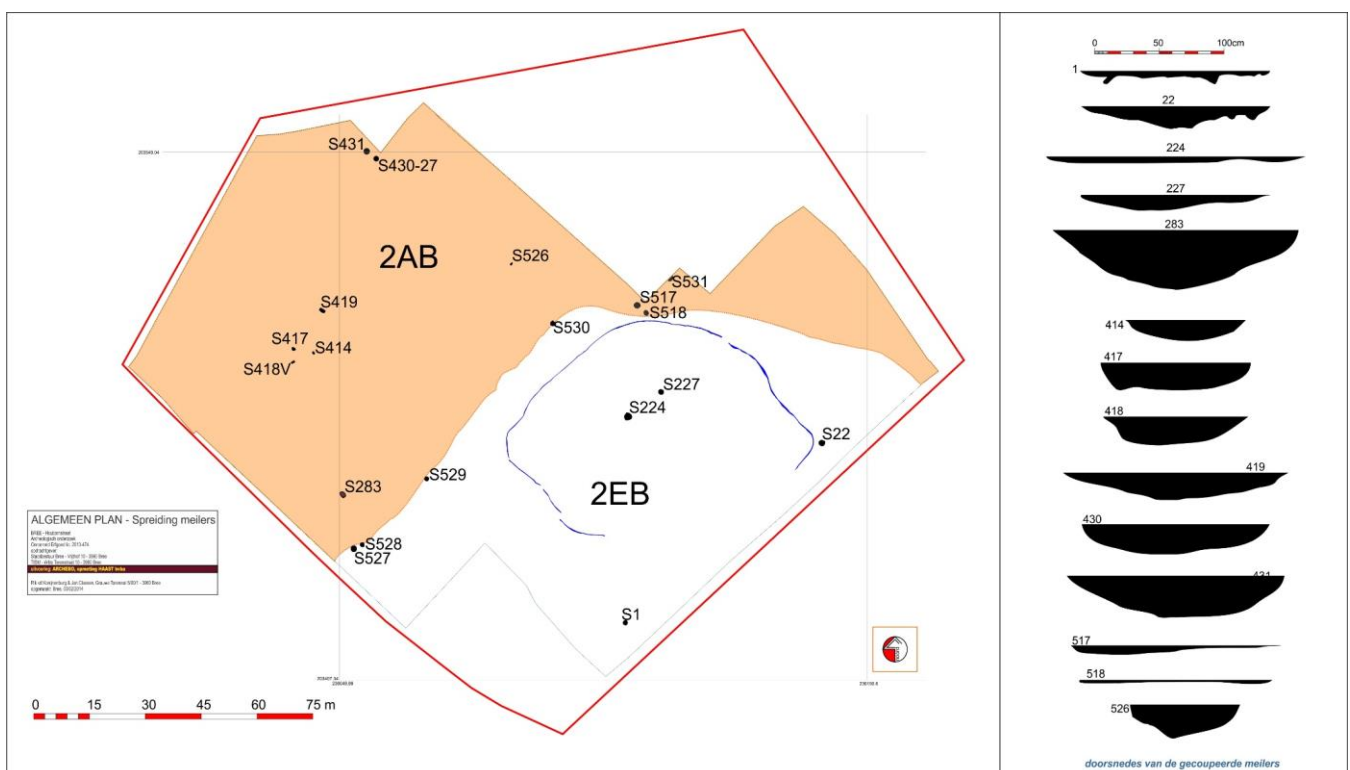 S431
S430-27
2AB
S526
S531
S517
S518
S419
S530
S417
S414
S418V
S227
S224
S22
2EB
S283
S529
S528
S527
S1
ALGEMEEN PLAN - Spreiding meilers
0 15 30 45 60 75 m
0 50 100cm
1
22
224
227
283
414
417
418
419
430
431
517
518
526
doorsnedes van de gecoupeerde meilers